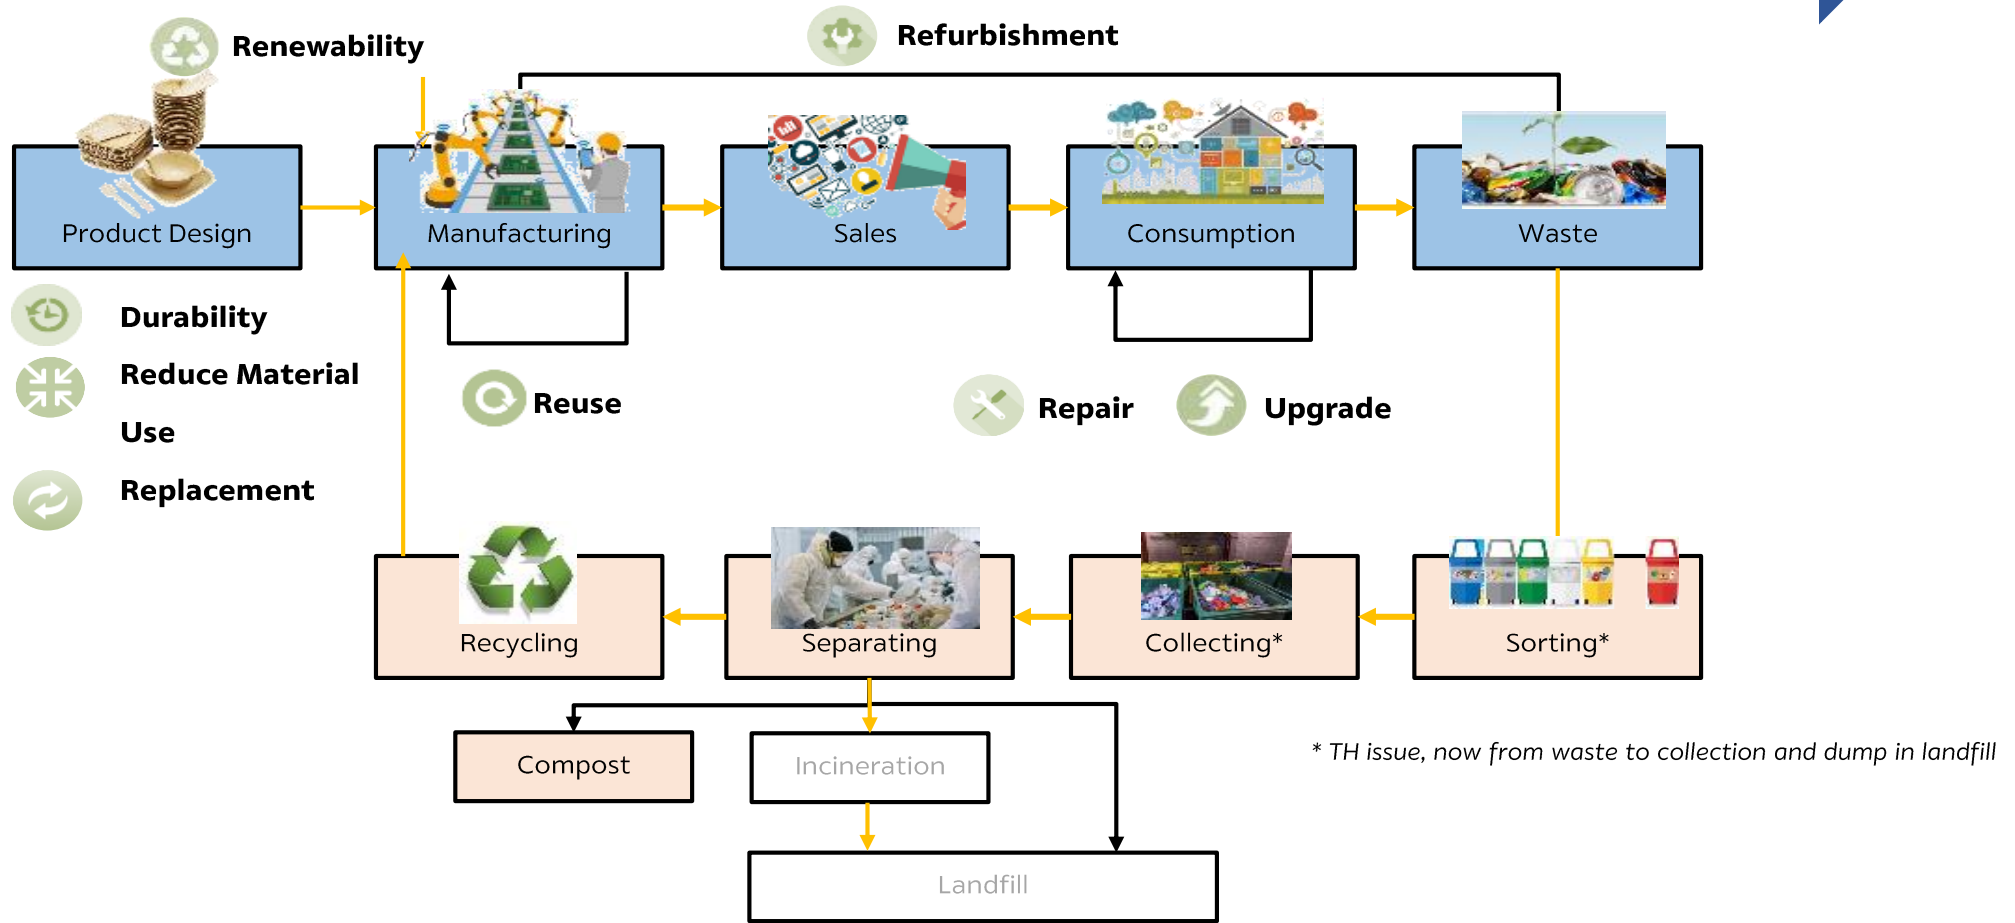 Renewability
Refurbishment
Product Design
Manufacturing
Sales
Consumption
Waste
Durability
Reduce Material
Use
Replacement
Reuse
Repair
Upgrade
Recycling
Separating
Collecting*
Sorting*
Compost
Incineration
* TH issue, now from waste to collection and dump in landfill
Landfill